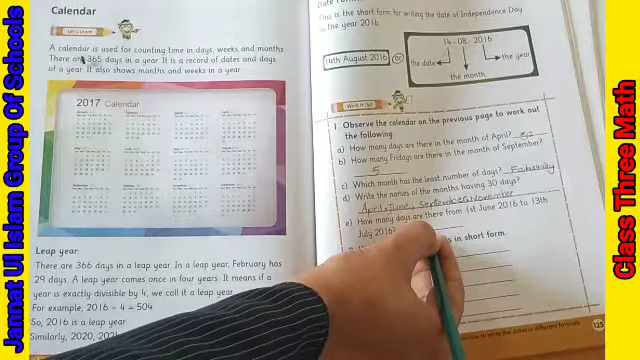 Jannat Ul Islam Group Of Schools
Calendar
Let's Learn
A calendar is used for counting time in days, weeks and months
There are 365 days in a year It is a record of dates and days
of a year It also shows months and weeks in a year
2017 Calendar
Leap year:
There are 366 days in a leap year. In a leap year, February has
29 days. A leap year comes once in four years. It means if a
year is exactly divisible by 4, we call it a leap year
For example, 2016 ÷ 4 = 504
So, 2016 is a leap year
Similarly, 2020,
This is the short form for writing the date of Independence Day
in the year 2016.
14th August 2016 or
14 -08 - 2016
the date
the year
the month
Work It Out
1. Observe the calendar on the previous page to work out
the following
a) How many days are there in the month of April? 30
b) How many Fridays are there in the month of September?
5
c) Which month has the least number of days?
d) Write the names of the months having 30 days?
April, September, November
e) How many days are there from 1st June 2016 to 13th
July 2016?
s in short form.
how to write the dates in different formats
125
Class Three Math